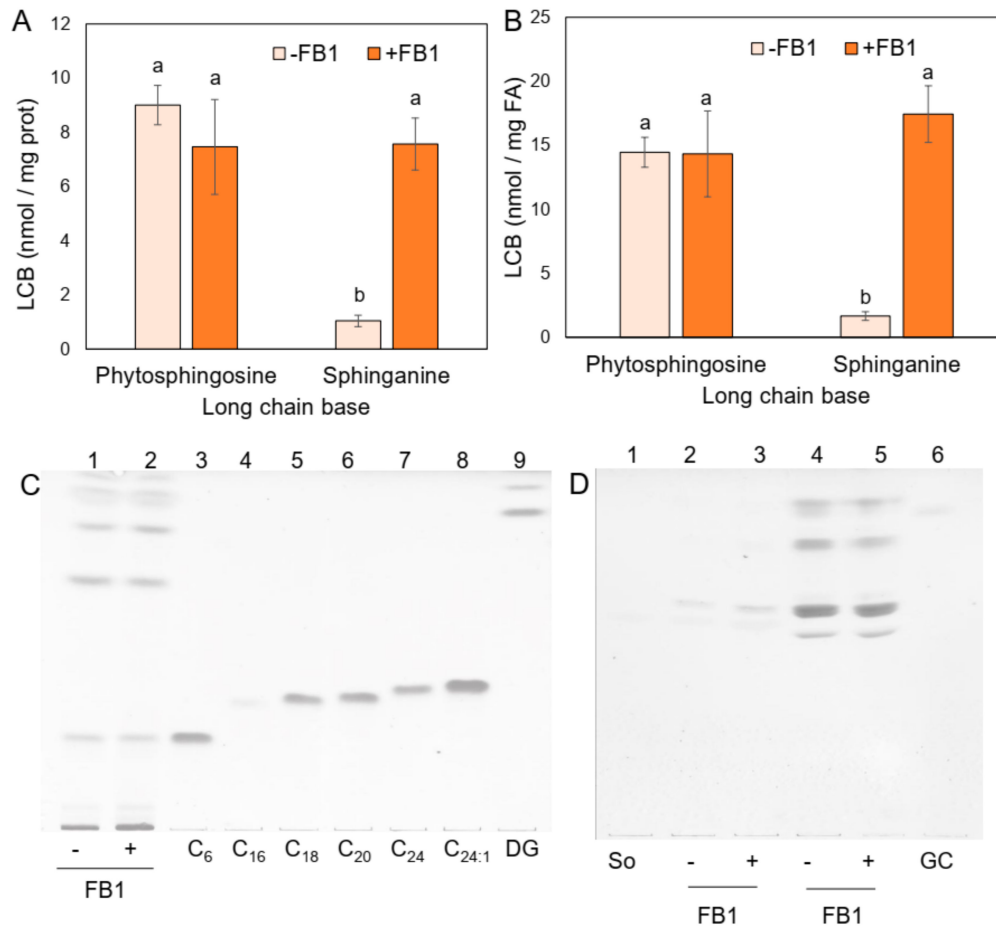 A
12
10
8
6
4
2
0
LCB (nmol / mg prot)
-FB1 +FB1
a a b a
Phytosphingosine Sphinganine
Long chain base
B
25
20
15
10
5
0
LCB (nmol / mg FA)
-FB1 +FB1
a a b a
Phytosphingosine Sphinganine
Long chain base
C
1 2 3 4 5 6 7 8 9
- + C₆ C₁₆ C₁₈ C₂₀ C₂₄ C₂₄:₁ DG
FB1
D
1 2 3 4 5 6
So - + - + GC
FB1 FB1